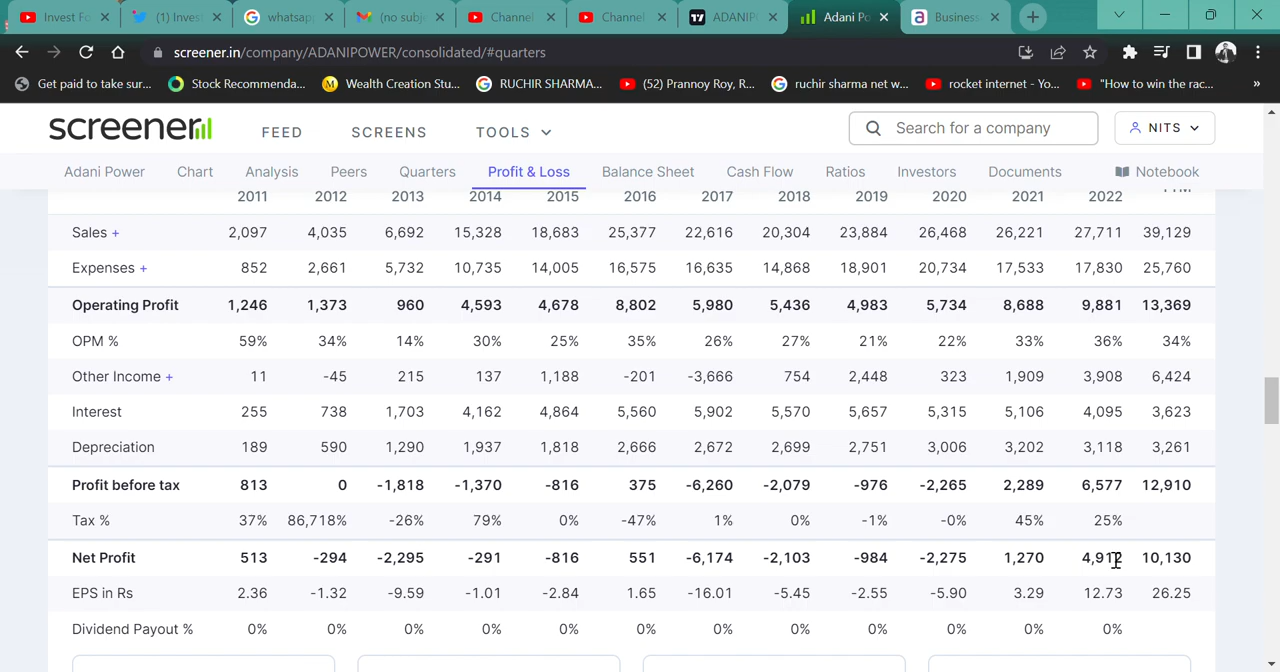 Invest Fo
(1) Invest
whatsapp
(no subje
Channel
Channel
ADANIP
Adani Po
Business
screener.in/company/ADANIPOWER/consolidated/#quarters
Get paid to take sur...
Stock Recommenda...
Wealth Creation Stu...
RUCHIR SHARMA...
(52) Prannoy Roy, R...
ruchir sharma net w...
rocket internet - Yo...
"How to win the rac...
»
screener
FEED
SCREENS
TOOLS
Search for a company
NITS
Adani Power
Chart
Analysis
Peers
Quarters
Profit & Loss
Balance Sheet
Cash Flow
Ratios
Investors
Documents
Notebook
2011 2012 2013 2014 2015 2016 2017 2018 2019 2020 2021 2022
Sales + 2,097 4,035 6,692 15,328 18,683 25,377 22,616 20,304 23,884 26,468 26,221 27,711 39,129
Expenses + 852 2,661 5,732 10,735 14,005 16,575 16,635 14,868 18,901 20,734 17,533 17,830 25,760
Operating Profit 1,246 1,373 960 4,593 4,678 8,802 5,980 5,436 4,983 5,734 8,688 9,881 13,369
OPM % 59% 34% 14% 30% 25% 35% 26% 27% 21% 22% 33% 36% 34%
Other Income + 11 -45 215 137 1,188 -201 -3,666 754 2,448 323 1,909 3,908 6,424
Interest 255 738 1,703 4,162 4,864 5,560 5,902 5,570 5,657 5,315 5,106 4,095 3,623
Depreciation 189 590 1,290 1,937 1,818 2,666 2,672 2,699 2,751 3,006 3,202 3,118 3,261
Profit before tax 813 0 -1,818 -1,370 -816 375 -6,260 -2,079 -976 -2,265 2,289 6,577 12,910
Tax % 37% 86,718% -26% 79% 0% -47% 1% 0% -1% -0% 45% 25%
Net Profit 513 -294 -2,295 -291 -816 551 -6,174 -2,103 -984 -2,275 1,270 4,912 10,130
EPS in Rs 2.36 -1.32 -9.59 -1.01 -2.84 1.65 -16.01 -5.45 -2.55 -5.90 3.29 12.73 26.25
Dividend Payout % 0% 0% 0% 0% 0% 0% 0% 0% 0% 0% 0% 0%